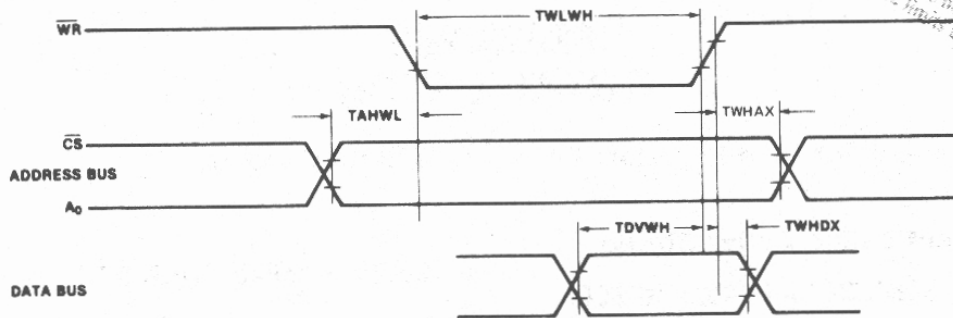 WR
TWLWH
TAHWL
TWHAX
CS
ADDRESS BUS
A₀
TDVWH
TWHDX
DATA BUS